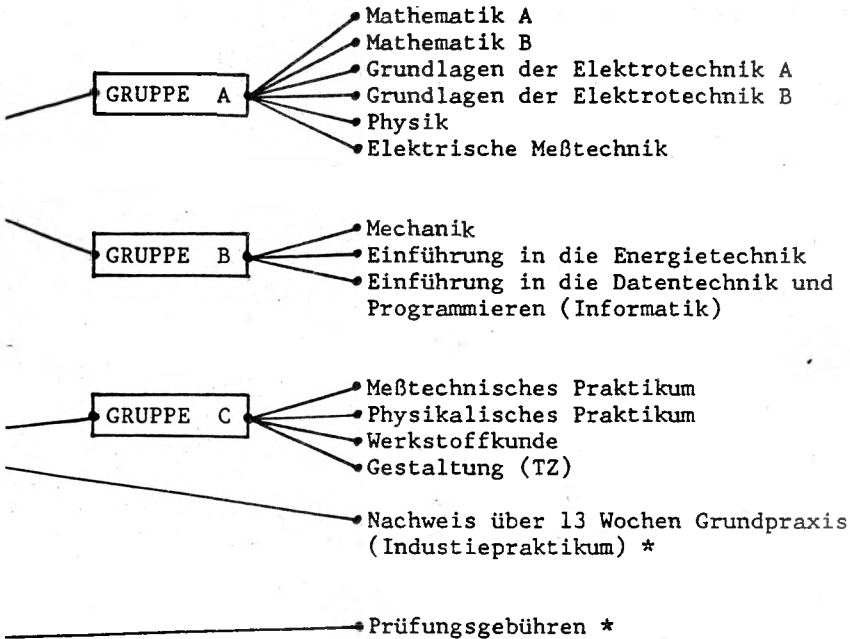 Mathematik A
Mathematik B
GRUPPE A
Grundlagen der Elektrotechnik A
Grundlagen der Elektrotechnik B
Physik
Elektrische Meßtechnik
Mechanik
GRUPPE B
Einführung in die Energietechnik
Einführung in die Datentechnik und
Programmieren (Informatik)
Meßtechnisches Praktikum
GRUPPE C
Physikalisches Praktikum
Werkstoffkunde
Gestaltung (TZ)
Nachweis über 13 Wochen Grundpraxis
(Industiepraktikum) *
Prüfungsgebühren *